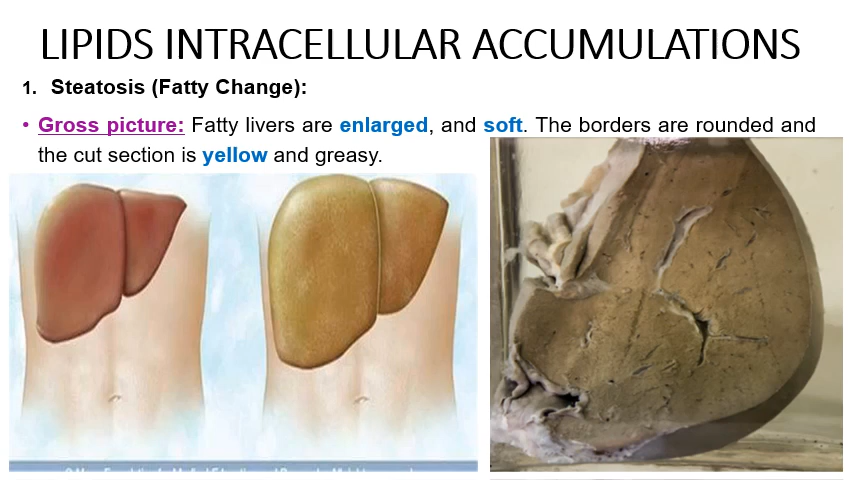 LIPIDS INTRACELLULAR ACCUMULATIONS
1. Steatosis (Fatty Change):
• Gross picture: Fatty livers are enlarged, and soft. The borders are rounded and
the cut section is yellow and greasy.